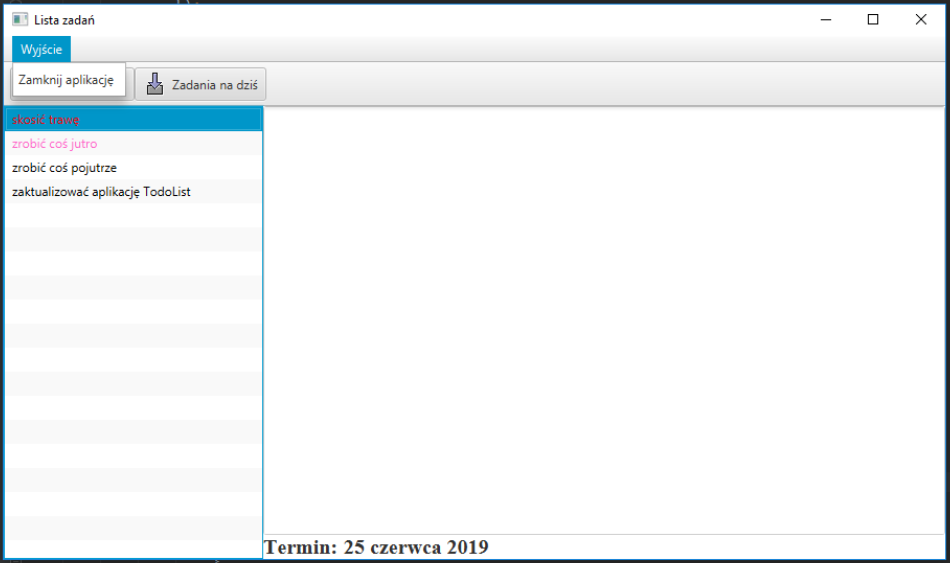 Lista zadań
Wyjście
Zamknij aplikację
Zadania na dziś
skosić trawę
zrobić coś jutro
zrobić coś pojutrze
zaktualizować aplikację TodoList
Termin: 25 czerwca 2019